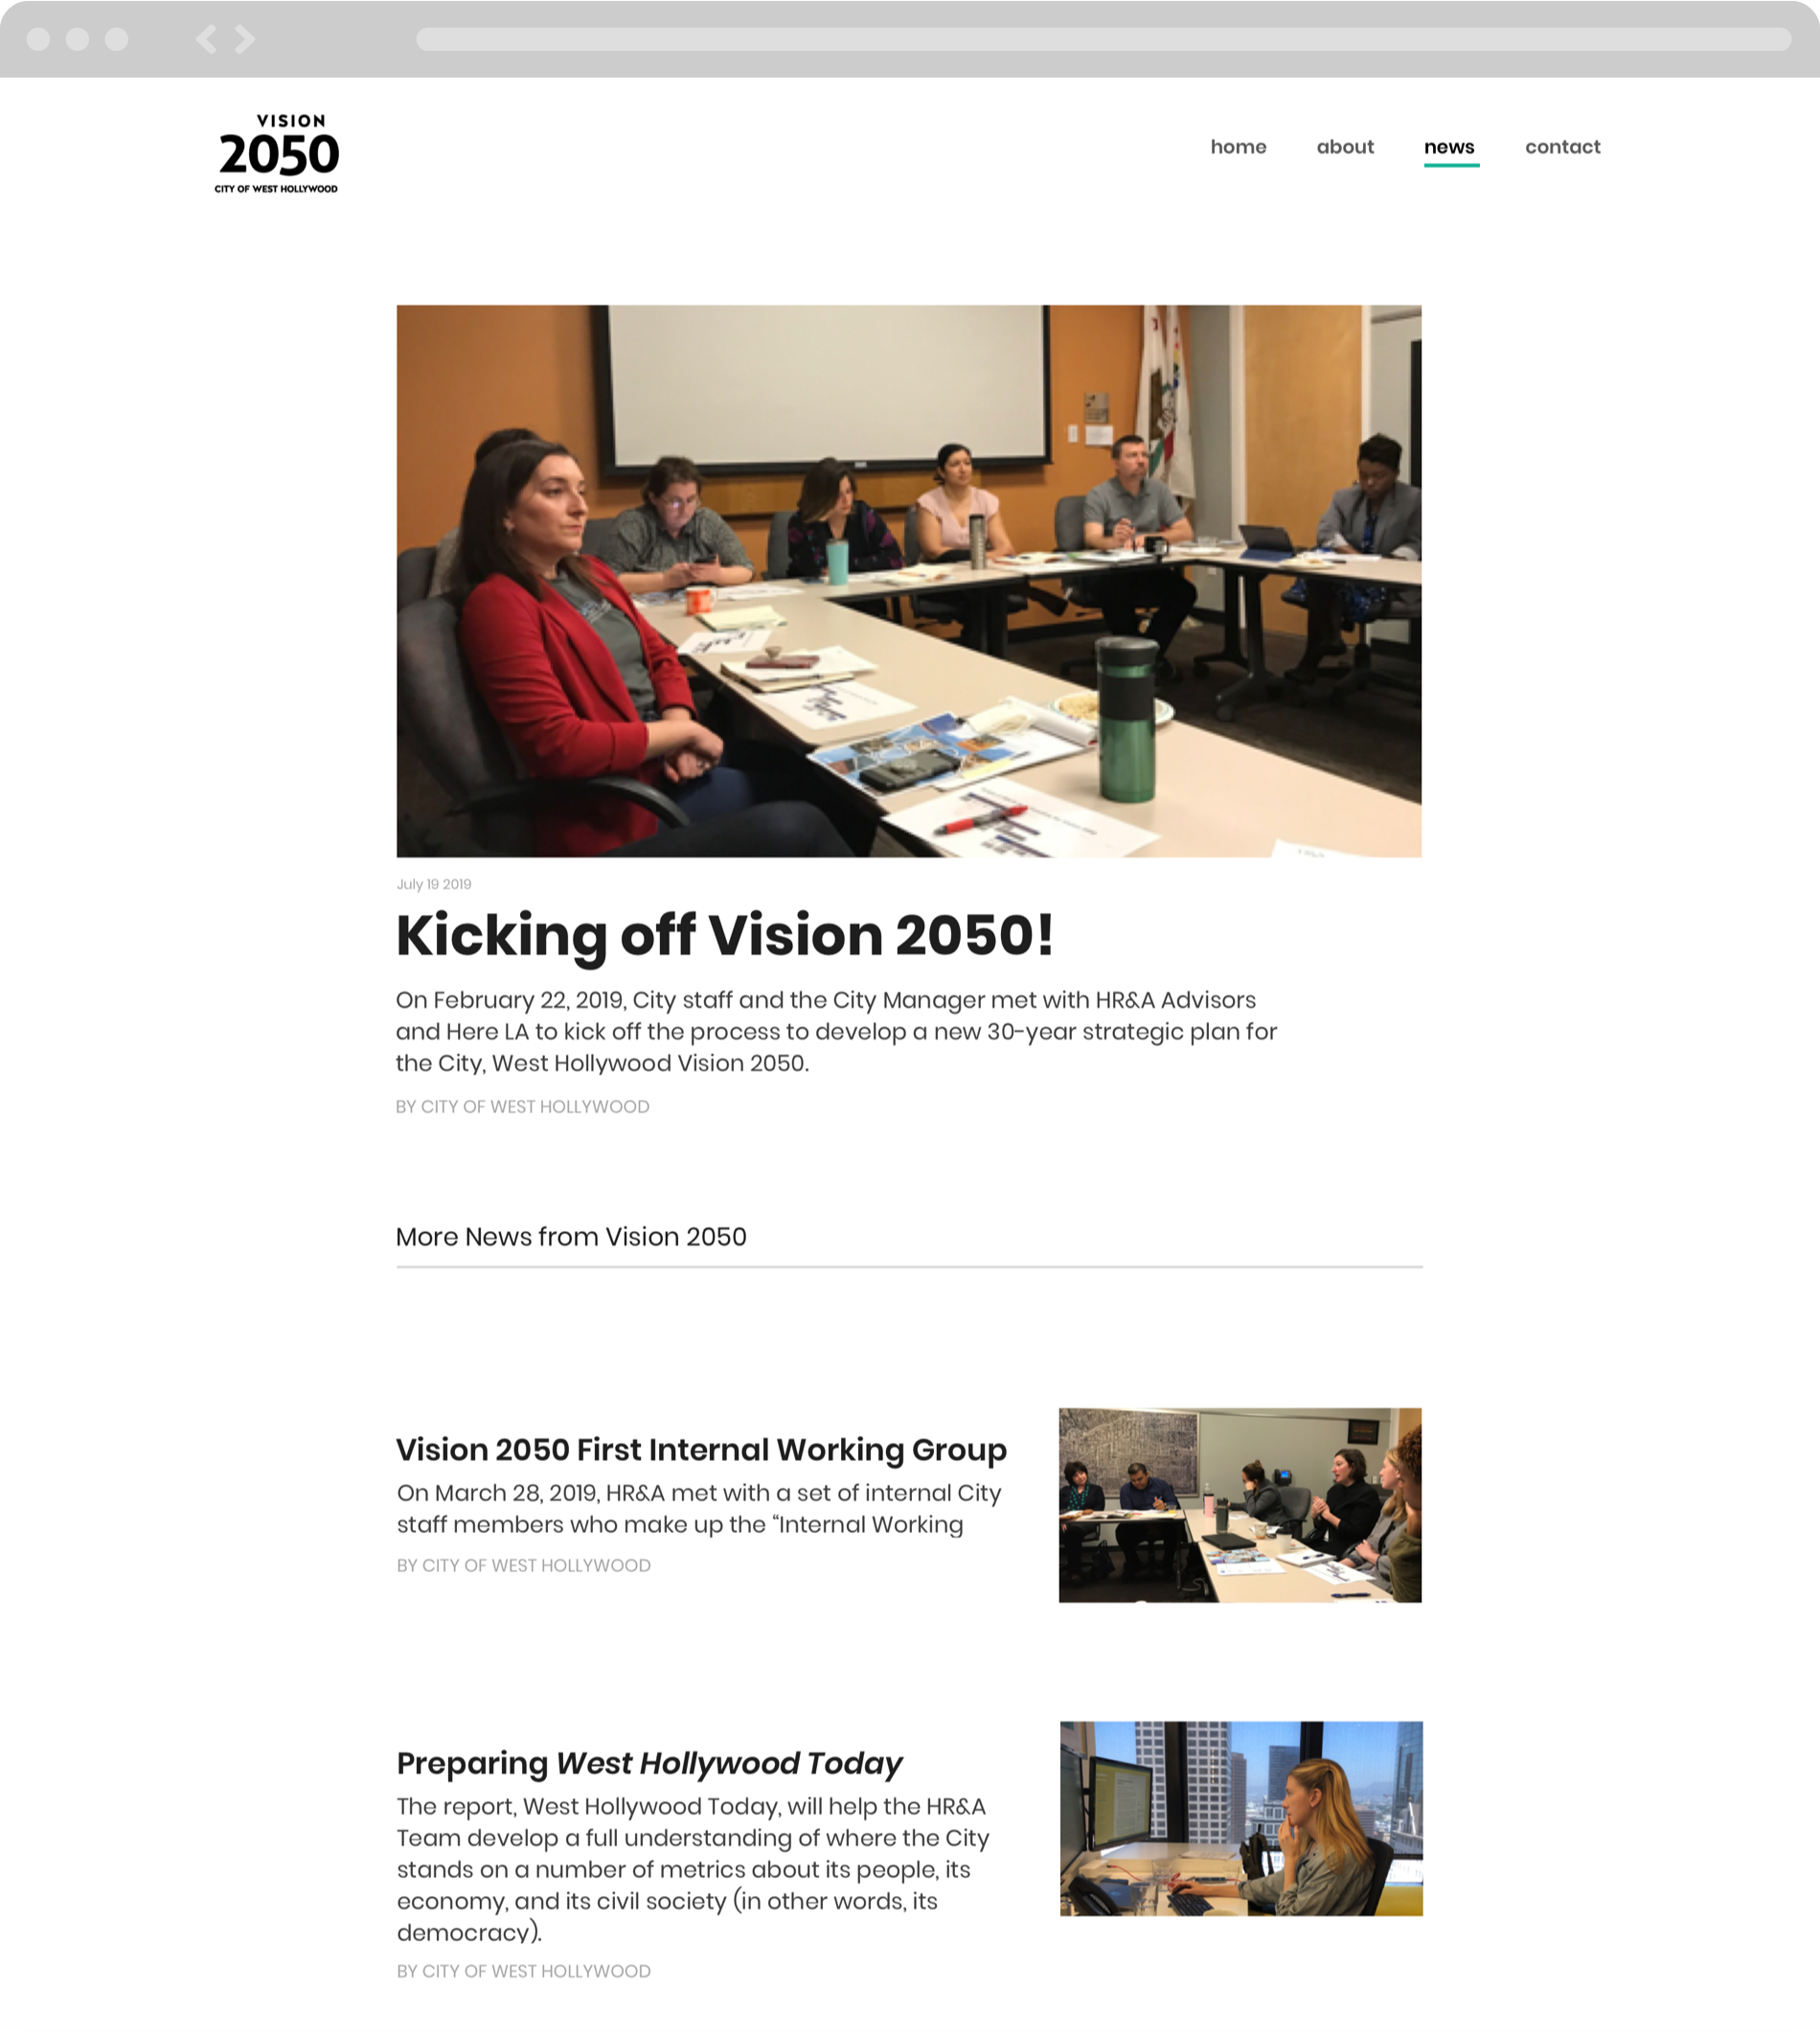 VISION
2050
CITY OF WEST HOLLYWOOD
home about news contact
July 19 2019
Kicking off Vision 2050!
On February 22, 2019, City staff and the City Manager met with HR&A Advisors
and Here LA to kick off the process to develop a new 30-year strategic plan for
the City, West Hollywood Vision 2050.
BY CITY OF WEST HOLLYWOOD
More News from Vision 2050
Vision 2050 First Internal Working Group
On March 28, 2019, HR&A met with a set of internal City
staff members who make up the “Internal Working
BY CITY OF WEST HOLLYWOOD
Preparing West Hollywood Today
The report, West Hollywood Today, will help the HR&A
Team develop a full understanding of where the City
stands on a number of metrics about its people, its
economy, and its civil society (in other words, its
democracy).
BY CITY OF WEST HOLLYWOOD